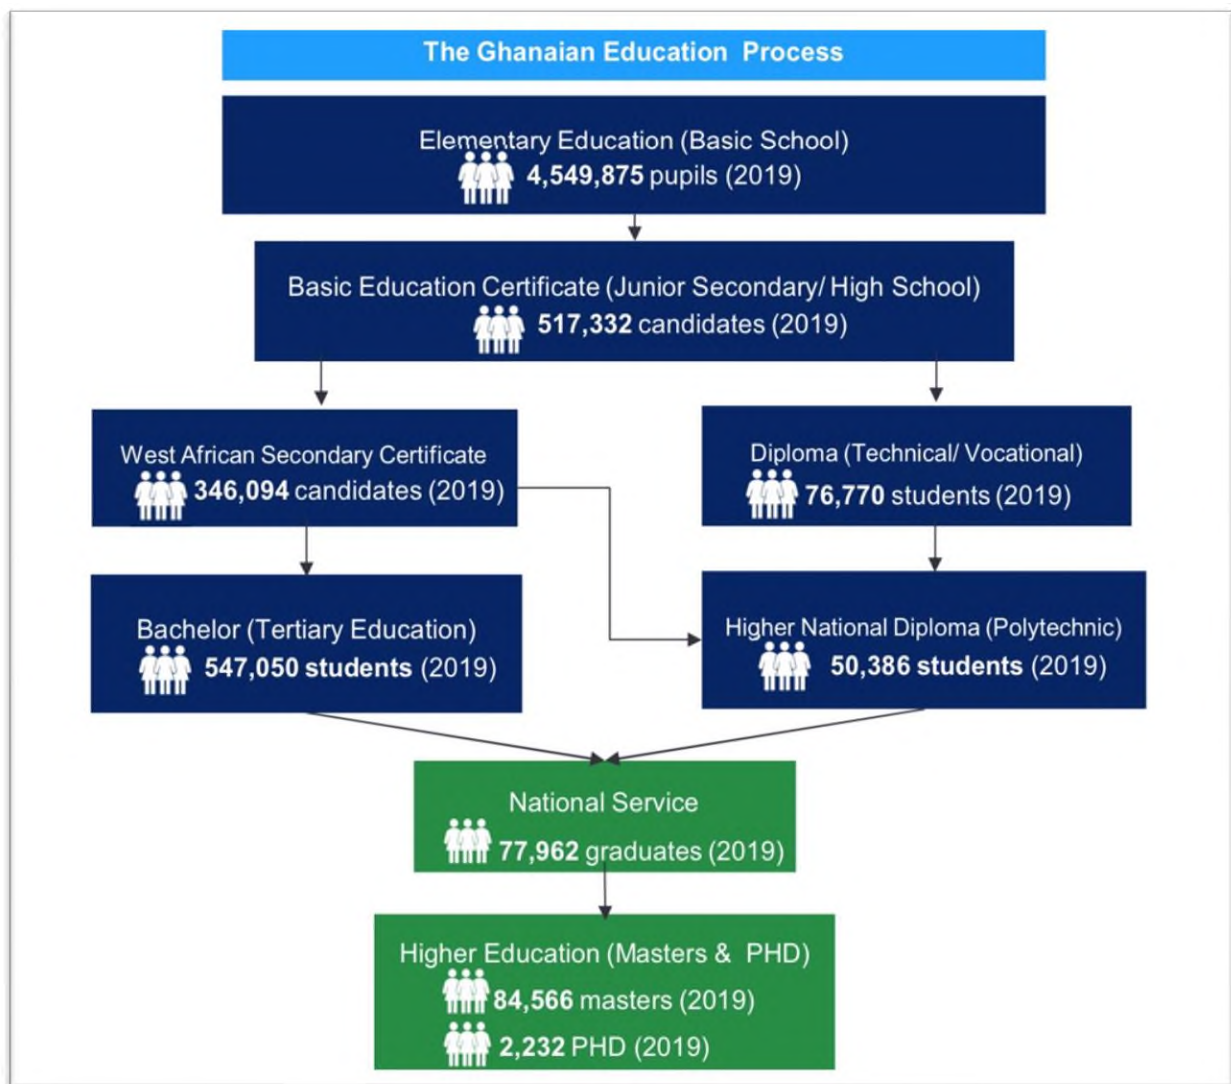 The Ghanaian Education Process
Elementary Education (Basic School)
4,549,875 pupils (2019)
Basic Education Certificate (Junior Secondary/ High School)
517,332 candidates (2019)
West African Secondary Certificate
346,094 candidates (2019)
Diploma (Technical/ Vocational)
76,770 students (2019)
Bachelor (Tertiary Education)
547,050 students (2019)
Higher National Diploma (Polytechnic)
50,386 students (2019)
National Service
77,962 graduates (2019)
Higher Education (Masters & PHD)
84,566 masters (2019)
2,232 PHD (2019)